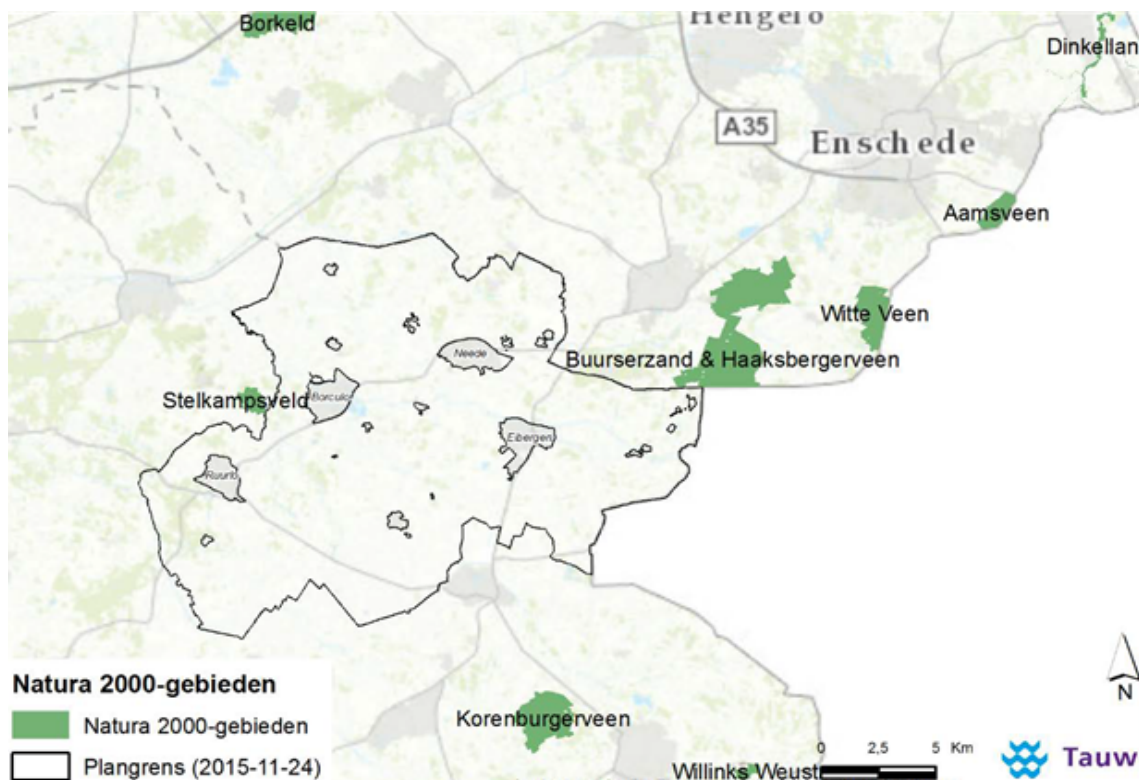 Borkeld
Hengelo
Dinkellan
A35
Enschede
Aamsveen
Witte Veen
Buurserzand & Haaksbergerveen
Neede
Stelkampsveld
Borculo
Eibergen
Ruurlo
Natura 2000-gebieden
Natura 2000-gebieden
Plangrens (2015-11-24)
Korenburgerveen
Willinks Weust
0 2,5 5 Km
N
Tauw